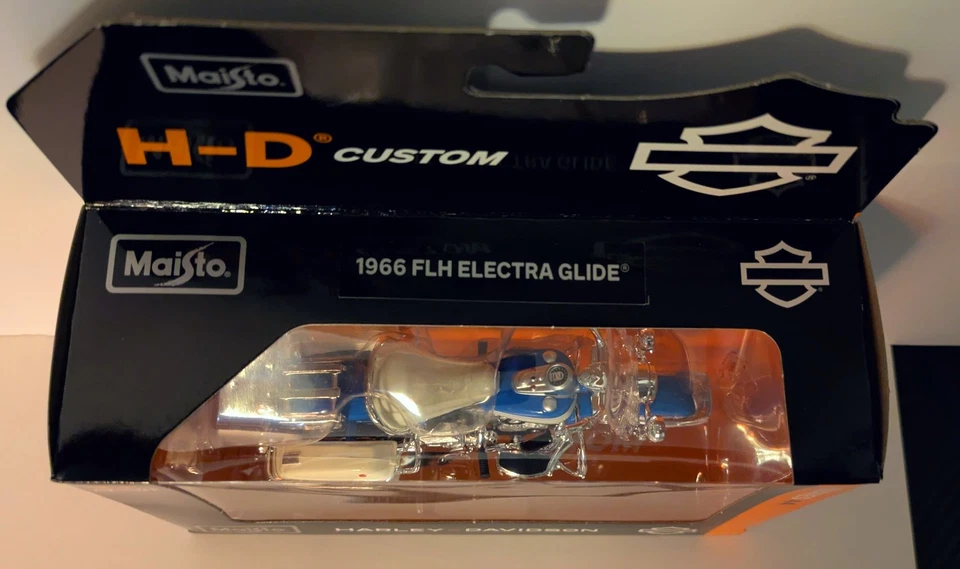 Maisto®
H-D® CUSTOM
Maisto®
1966 FLH ELECTRA GLIDE®
HARLEY-DAVIDSON